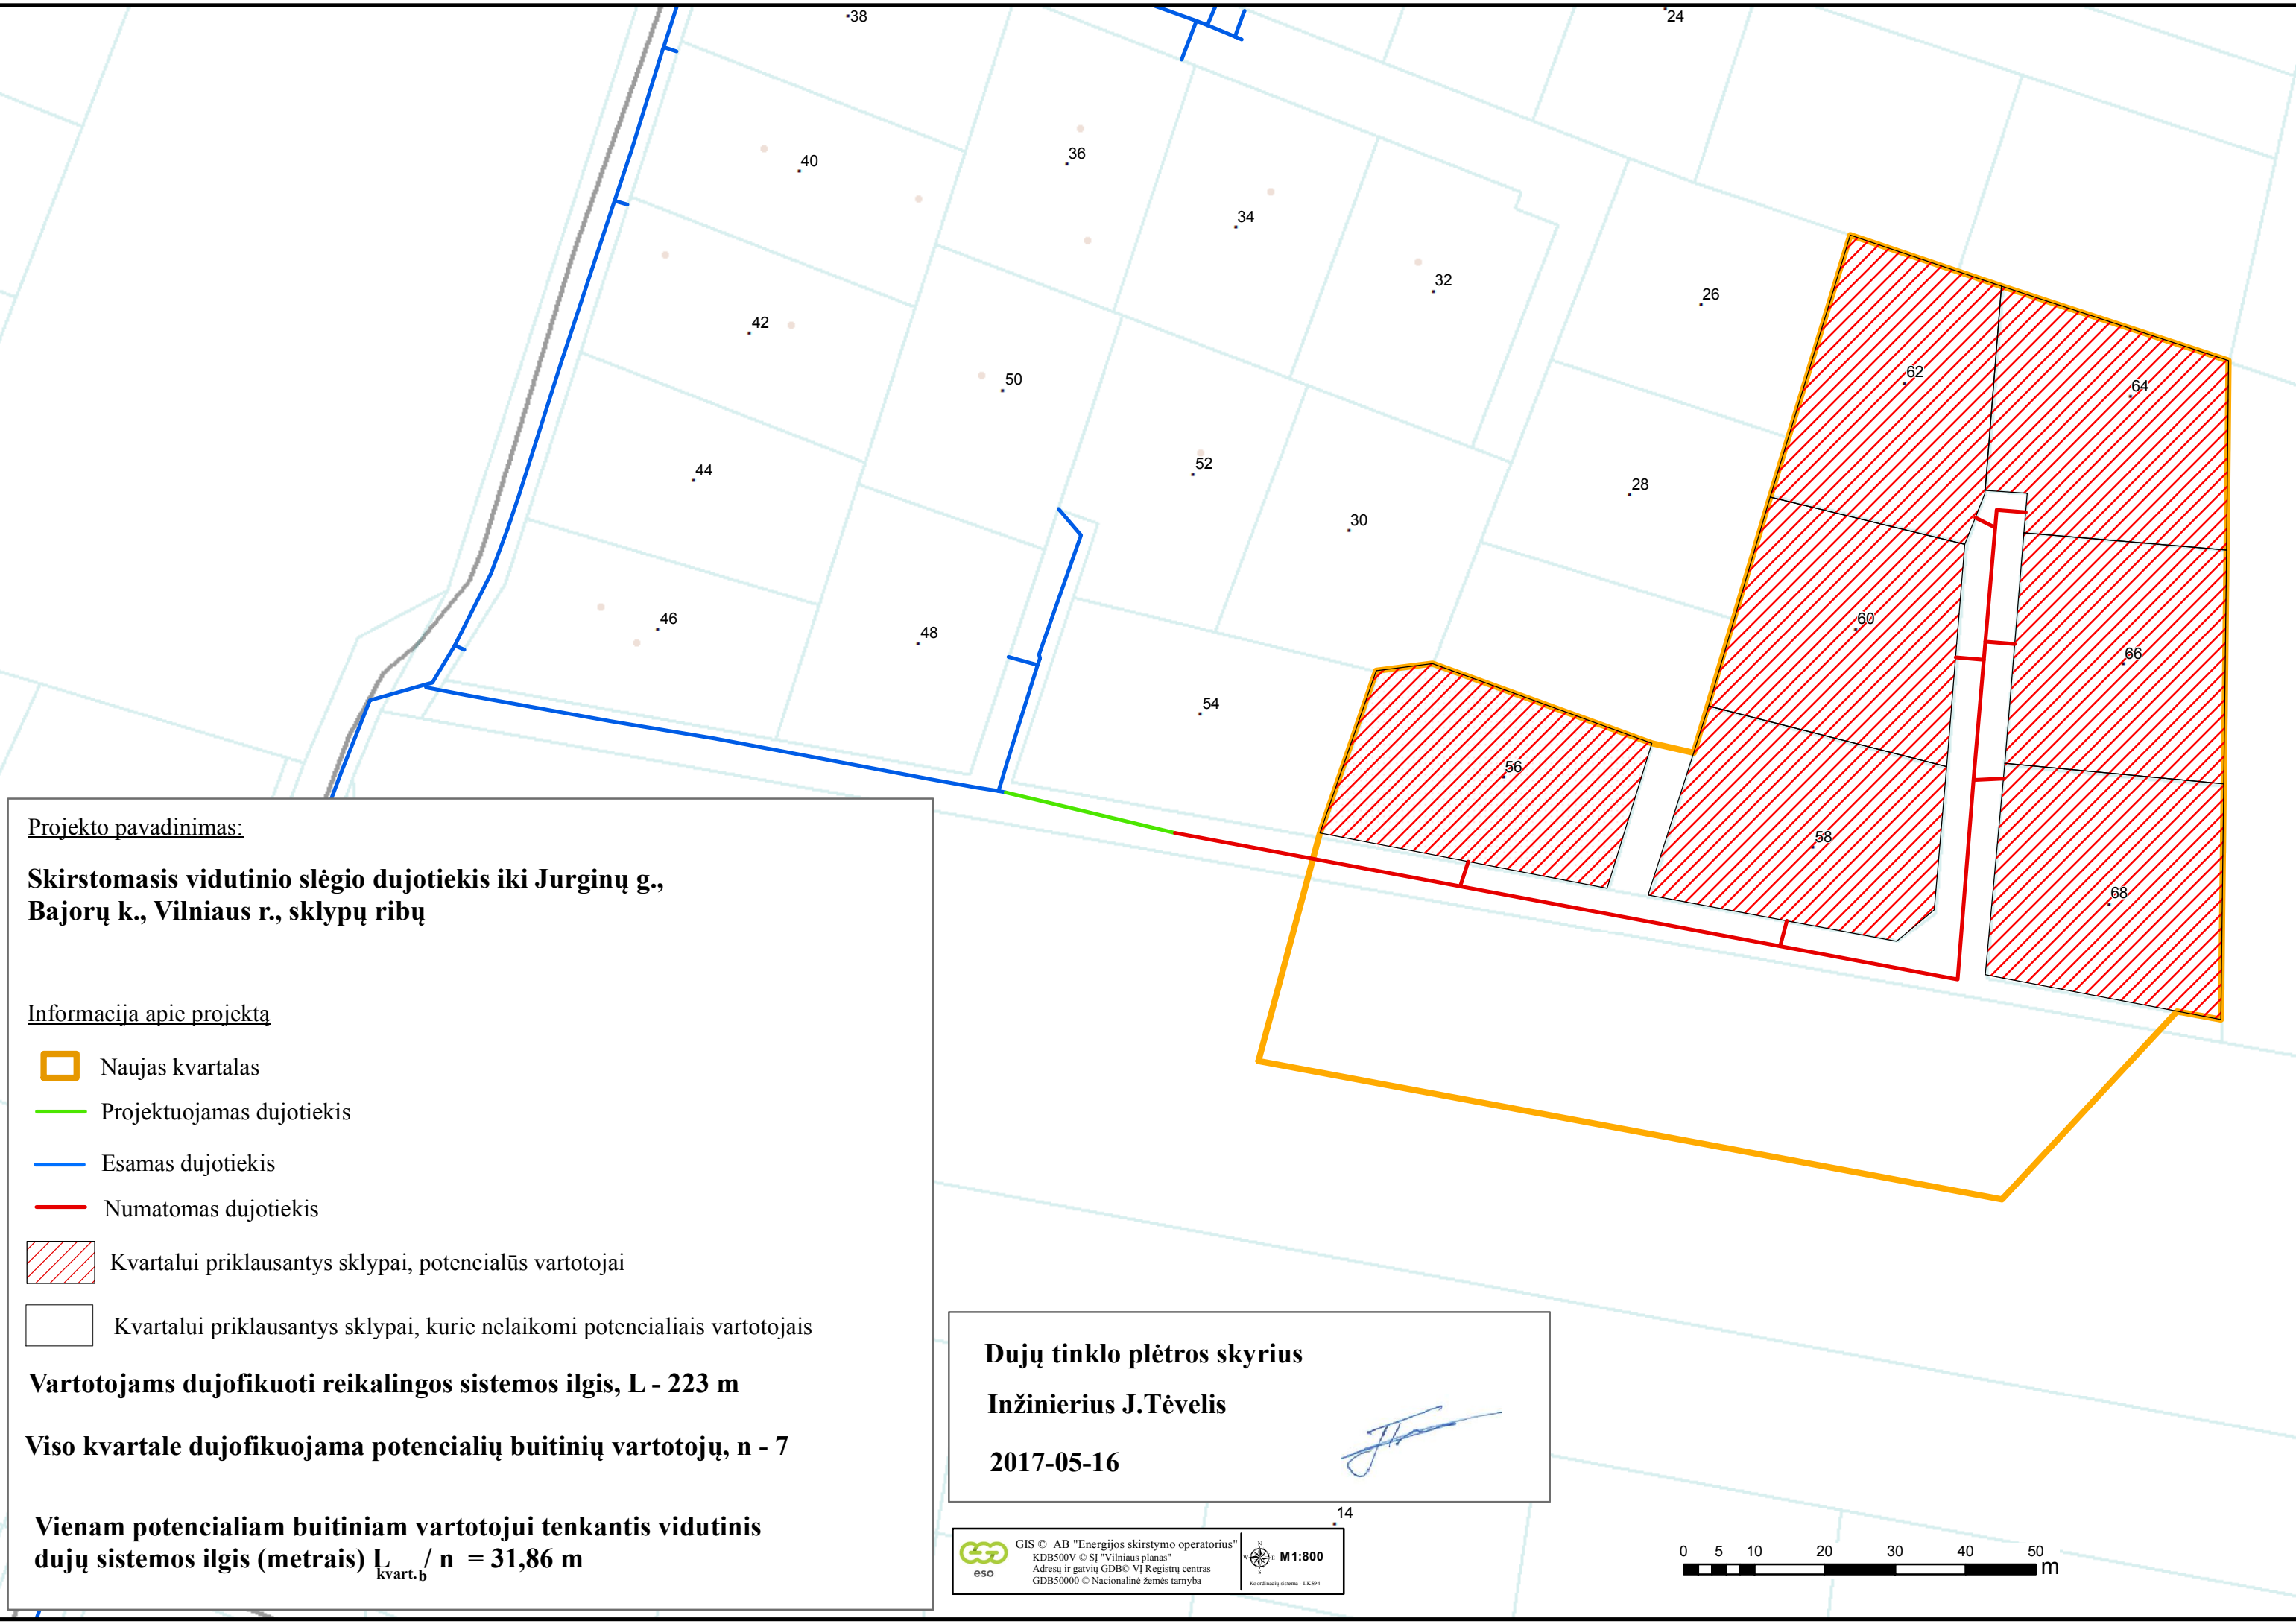 38
24
40
36
34
32
26
42
62
64
50
44
52
28
30
46
48
60
66
54
56
58
68
Projekto pavadinimas:
Skirstomasis vidutinio slėgio dujotiekis iki Jurginų g.,
Bajorų k., Vilniaus r., sklypų ribų
Informacija apie projektą
Naujas kvartalas
Projektuojamas dujotiekis
Esamas dujotiekis
Numatomas dujotiekis
Kvartalui priklausantys sklypai, potencialūs vartotojai
Kvartalui priklausantys sklypai, kurie nelaikomi potencialiais vartotojais
Vartotojams dujofikuoti reikalingos sistemos ilgis, L - 223 m
Viso kvartale dujofikuojama potencialių buitinių vartotojų, n - 7
Vienam potencialiam buitiniam vartotojui tenkantis vidutinis
dujų sistemos ilgis (metrais) L kvart.b / n = 31,86 m
Dujų tinklo plėtros skyrius
Inžinierius J.Tėvelis
2017-05-16
14
eso
GIS © AB "Energijos skirstymo operatorius"
KDB500V © SĮ "Vilniaus planas"
Adresų ir gatvių GDB© VĮ Registrų centras
GDB50000 © Nacionalinė žemės tarnyba
N
W E
S
M 1:800
Koordinačių sistema - LKS94
0 5 10 20 30 40 50
m